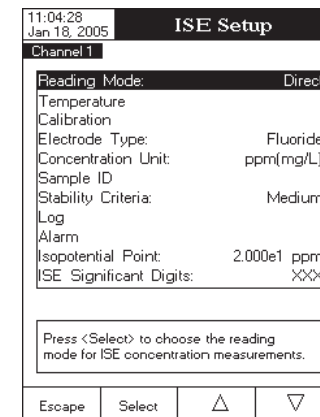 11:04:28
Jan 18, 2005
ISE Setup
Channel 1
Reading Mode: Direct
Temperature
Calibration
Electrode Type: Fluoride
Concentration Unit: ppm(mg/L)
Sample ID
Stability Criteria: Medium
Log
Alarm
Isopotential Point: 2.000e1 ppm
ISE Significant Digits: XXX
Press <Select> to choose the reading
mode for ISE concentration measurements.
Escape Select △ ▽